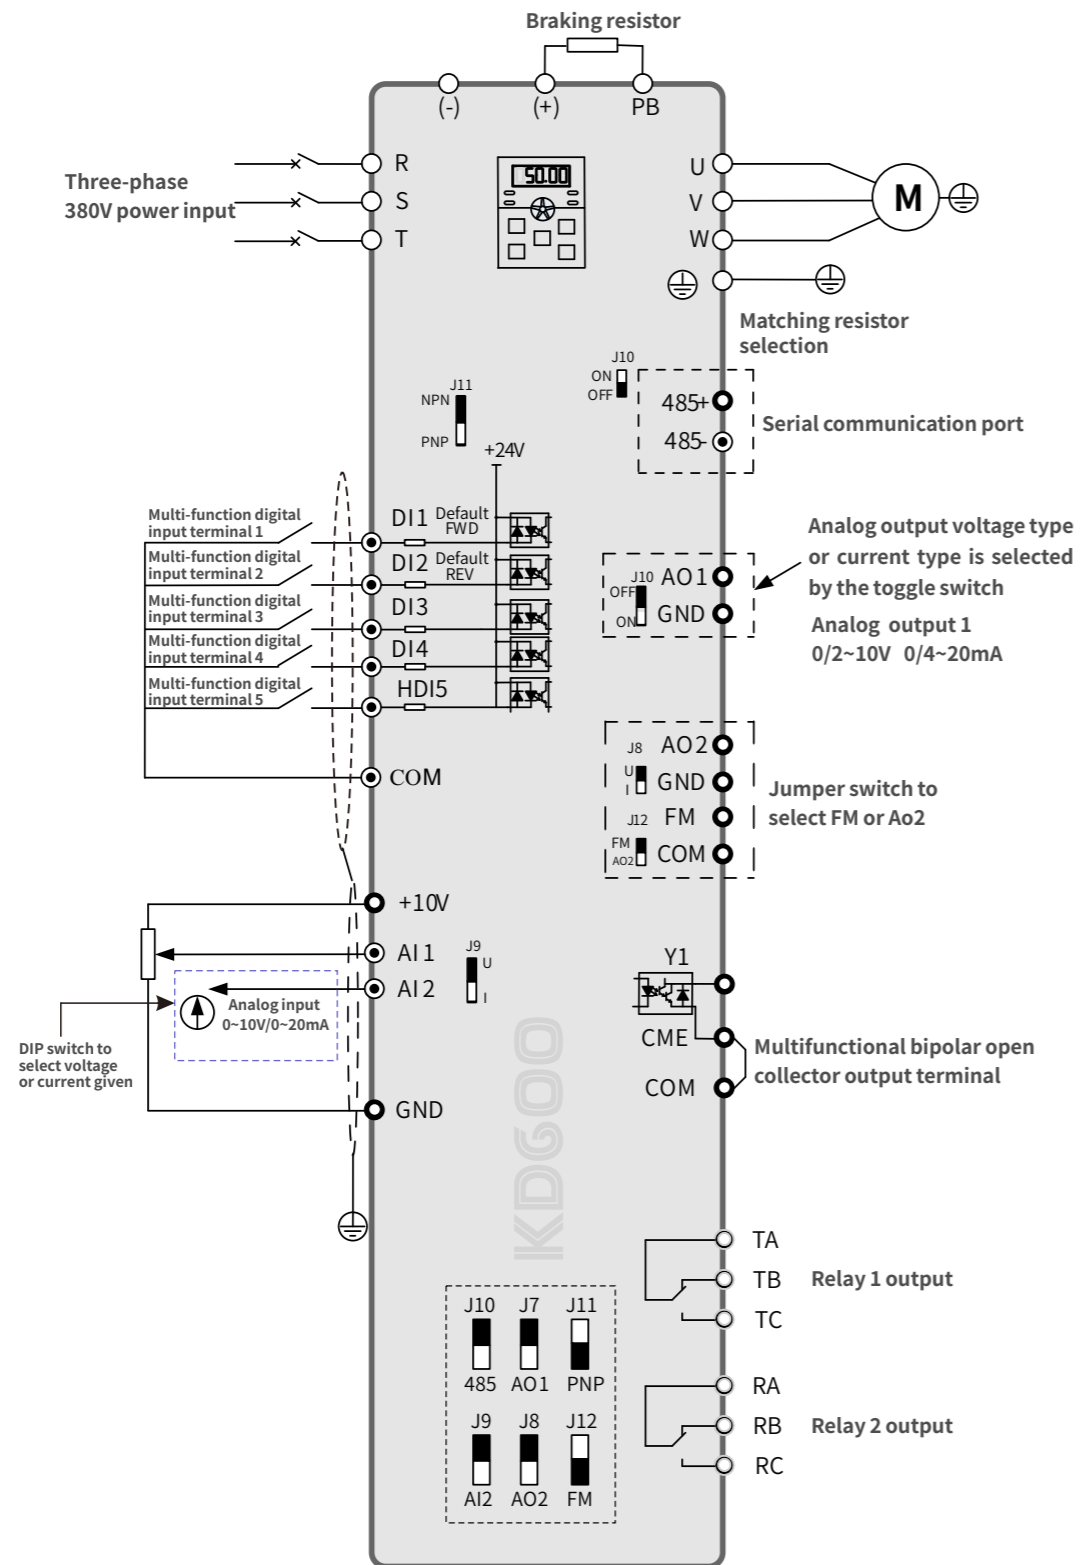 Braking resistor
(-)
(+)
PB
Three-phase
380V power input
R
S
T
50.00
U
V
W
M
Matching resistor
selection
J10
ON
OFF
485+
485-
Serial communication port
J11
NPN
PNP
+24V
Multi-function digital
input terminal 1
Multi-function digital
input terminal 2
Multi-function digital
input terminal 3
Multi-function digital
input terminal 4
Multi-function digital
input terminal 5
DI1
Default
FWD
DI2
Default
REV
DI3
DI4
HDI5
COM
J10
OFF
ON
AO1
GND
Analog output voltage type
or current type is selected
by the toggle switch
Analog output 1
0/2~10V 0/4~20mA
J8
U
I
AO2
GND
J12
FM
AO2
FM
COM
Jumper switch to
select FM or Ao2
+10V
AI1
AI2
J9
U
I
Analog input
0~10V/0~20mA
DIP switch to
select voltage
or current given
GND
Y1
CME
COM
Multifunctional bipolar open
collector output terminal
KD600
TA
TB
TC
Relay 1 output
RA
RB
RC
Relay 2 output
J10 J7 J11
485 AO1 PNP
J9 J8 J12
AI2 AO2 FM